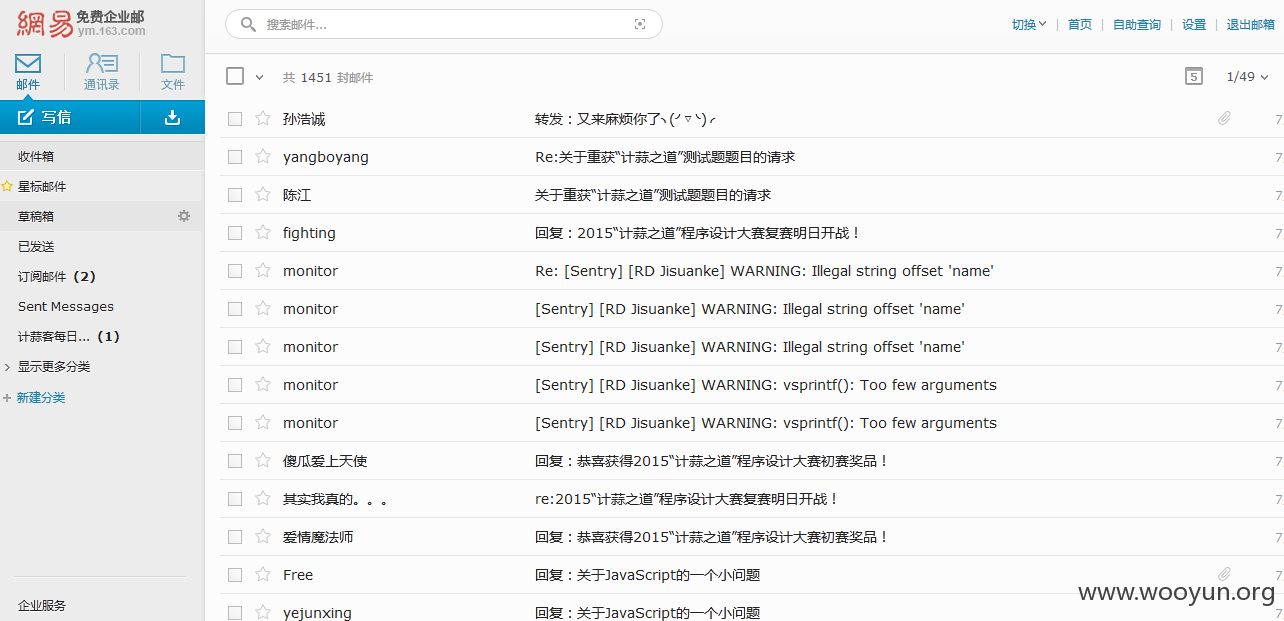 網易 免费企业邮
ym.163.com
搜索邮件...
切换 | 首页 | 自助查询 | 设置 | 退出邮箱
邮件 通讯录 文件
写信
共 1451 封邮件
5
1/49
收件箱
星标邮件
草稿箱
已发送
订阅邮件 (2)
Sent Messages
计蒜客每日... (1)
显示更多分类
+ 新建分类
企业服务
孙浩诚 转发：又来麻烦你了ヽ(ˊ▽ˋ)ノ 7
yangboyang Re:关于重获“计蒜之道”测试题题目的请求 7
陈江 关于重获“计蒜之道”测试题题目的请求 7
fighting 回复：2015“计蒜之道”程序设计大赛复赛明日开战！ 7
monitor Re: [Sentry] [RD Jisuanke] WARNING: Illegal string offset 'name' 7
monitor [Sentry] [RD Jisuanke] WARNING: Illegal string offset 'name' 7
monitor [Sentry] [RD Jisuanke] WARNING: Illegal string offset 'name' 7
monitor [Sentry] [RD Jisuanke] WARNING: vsprintf(): Too few arguments 7
monitor [Sentry] [RD Jisuanke] WARNING: vsprintf(): Too few arguments 7
傻瓜爱上天使 回复：恭喜获得2015“计蒜之道”程序设计大赛初赛奖品！ 7
其实我真的。。。 re:2015“计蒜之道”程序设计大赛复赛明日开战！ 7
爱情魔法师 回复：恭喜获得2015“计蒜之道”程序设计大赛初赛奖品！ 7
Free 回复：关于JavaScript的一个小问题 7
yejunxing 回复：关于JavaScript的一个小问题 7
www.wooyun.org